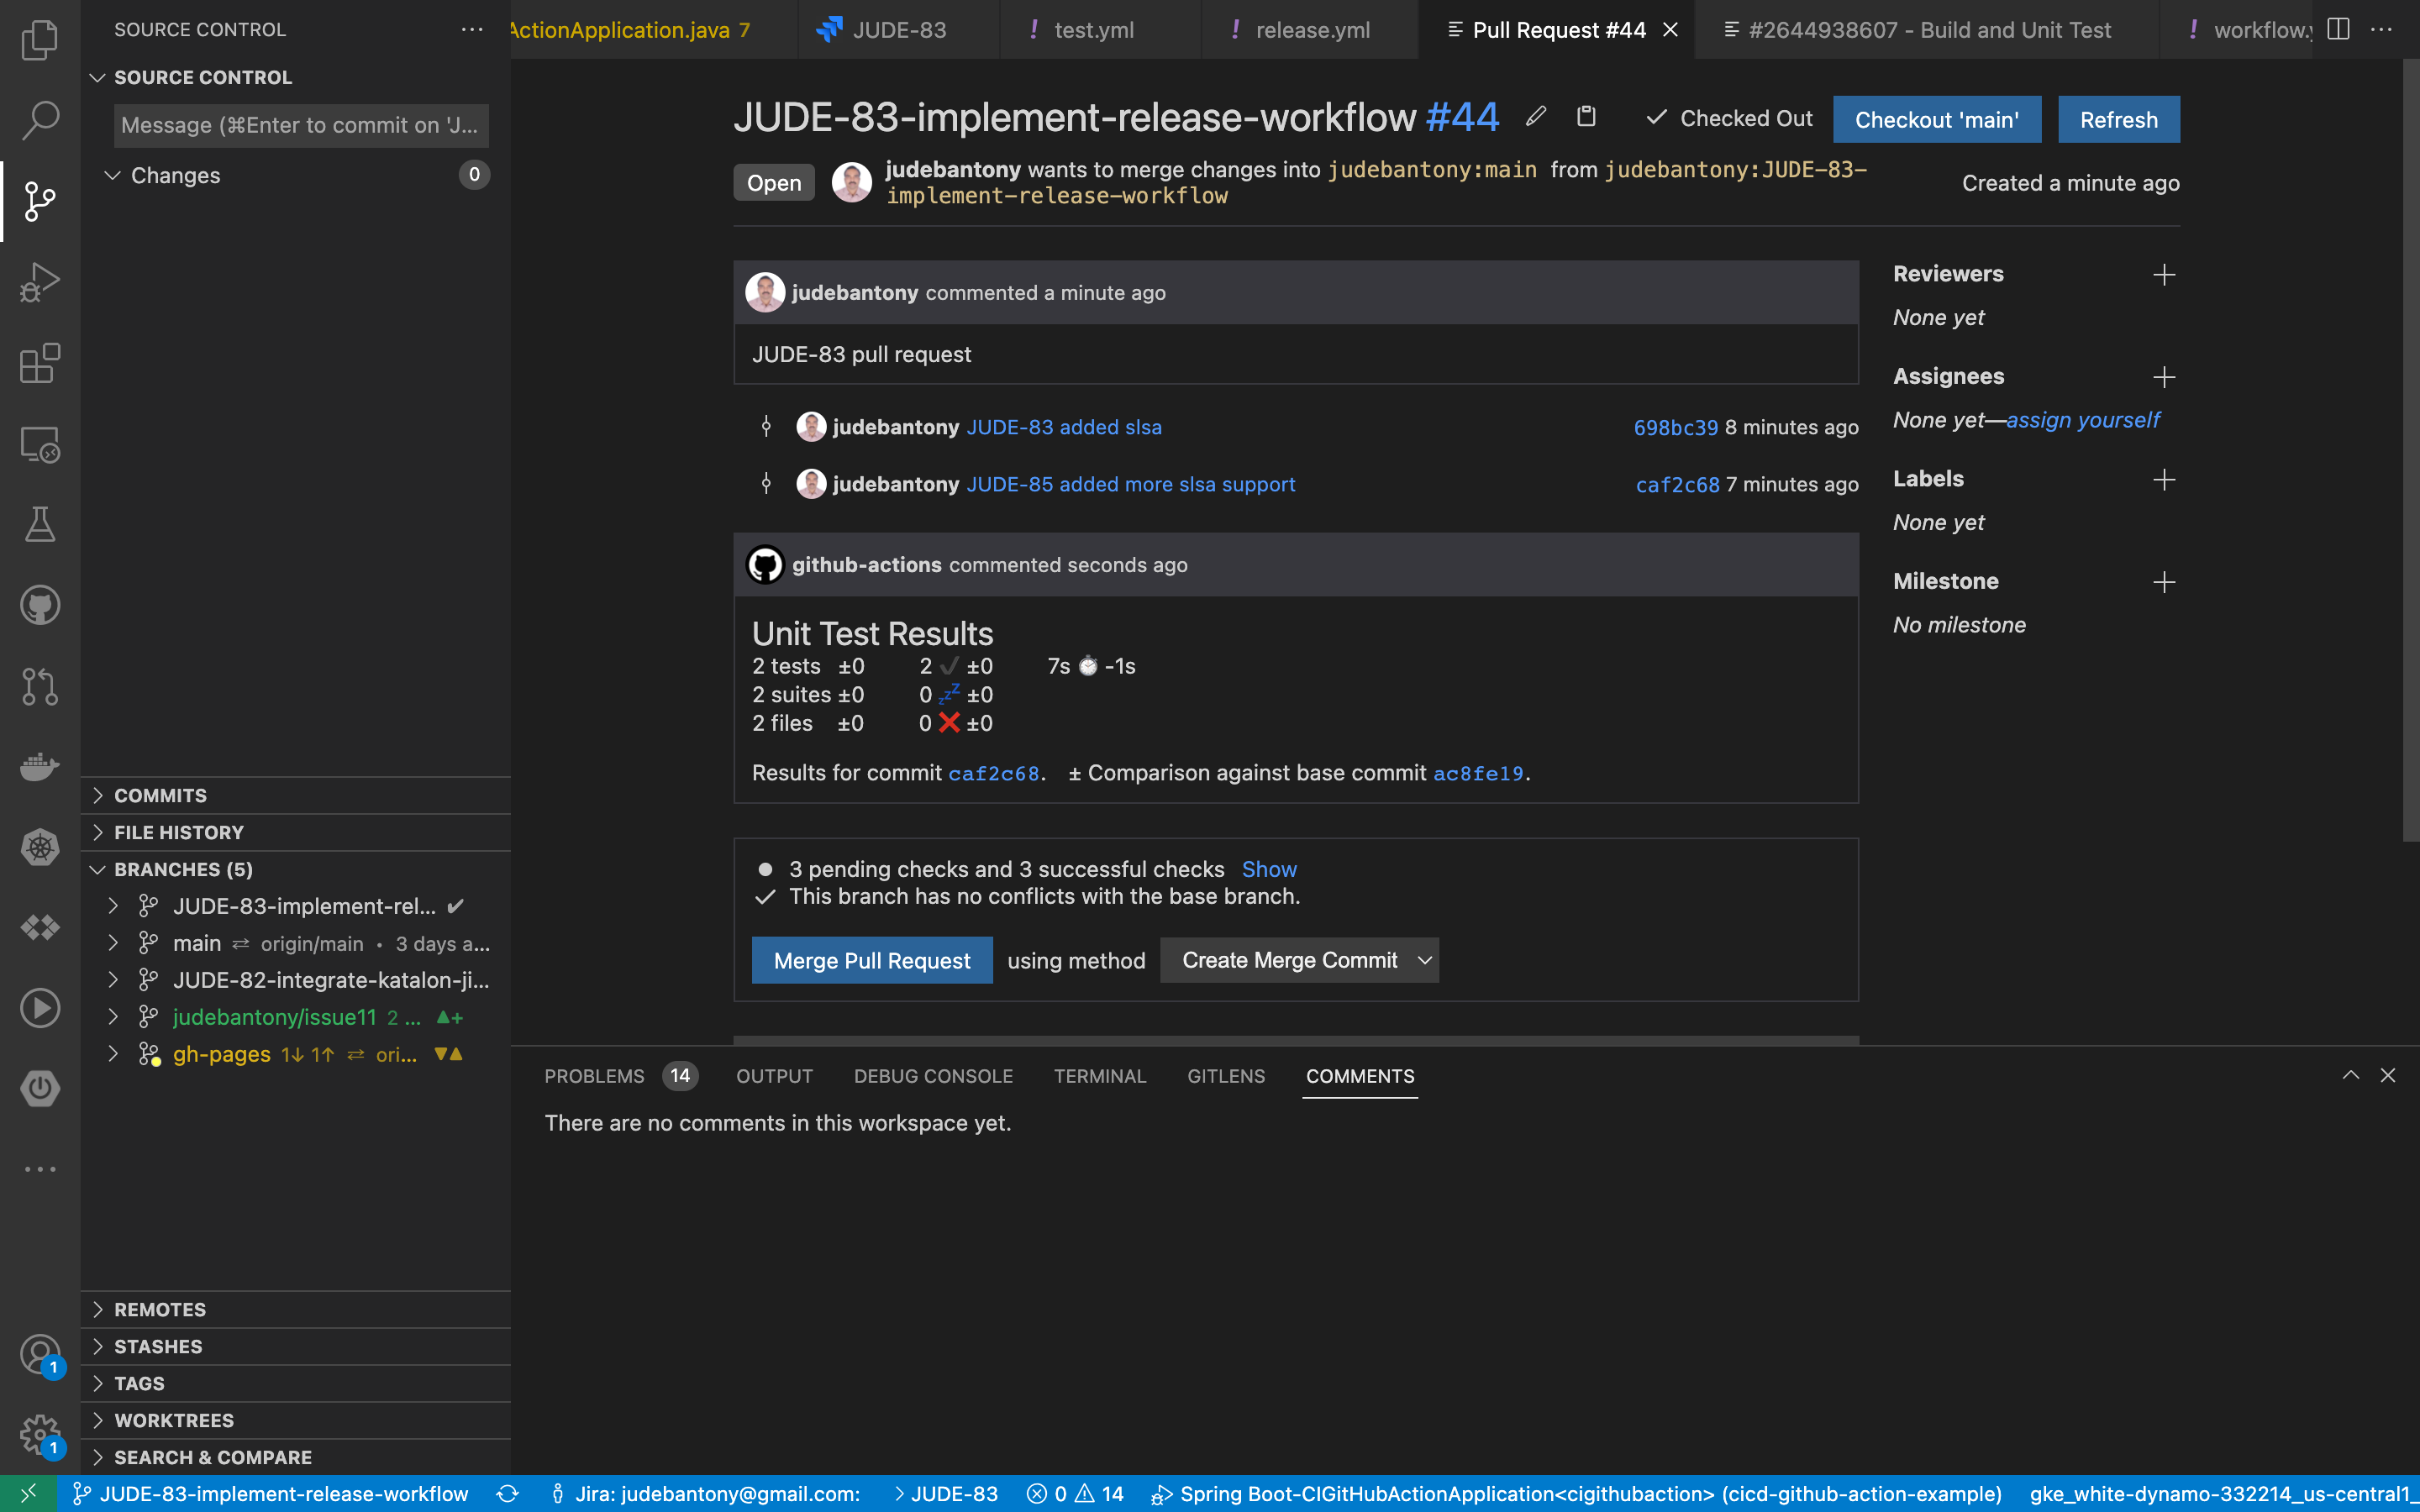 SOURCE CONTROL
SOURCE CONTROL
Message (⌘Enter to commit on 'J...
Changes 0
COMMITS
FILE HISTORY
BRANCHES (5)
JUDE-83-implement-rel... ✔
main ⇄ origin/main • 3 days a...
JUDE-82-integrate-katalon-ji...
judebantony/issue11 2 ... ▲+
gh-pages 1↓ 1↑ ⇄ ori... ▼▲
REMOTES
STASHES
TAGS
WORKTREES
SEARCH & COMPARE
1
1
ActionApplication.java 7
JUDE-83
! test.yml
! release.yml
Pull Request #44
#2644938607 - Build and Unit Test
! workflow.y
JUDE-83-implement-release-workflow #44
Checked Out
Checkout 'main'
Refresh
Open
judebantony wants to merge changes into judebantony:main from judebantony:JUDE-83-
implement-release-workflow
Created a minute ago
judebantony commented a minute ago
JUDE-83 pull request
judebantony JUDE-83 added slsa 698bc39 8 minutes ago
judebantony JUDE-85 added more slsa support caf2c68 7 minutes ago
github-actions commented seconds ago
Unit Test Results
2 tests ±0 2 ✔ ±0 7s ⏱ -1s
2 suites ±0 0 💤 ±0
2 files ±0 0 ❌ ±0
Results for commit caf2c68. ± Comparison against base commit ac8fe19.
3 pending checks and 3 successful checks Show
This branch has no conflicts with the base branch.
Merge Pull Request using method Create Merge Commit
Reviewers
None yet
Assignees
None yet—assign yourself
Labels
None yet
Milestone
No milestone
PROBLEMS 14 OUTPUT DEBUG CONSOLE TERMINAL GITLENS COMMENTS
There are no comments in this workspace yet.
JUDE-83-implement-release-workflow Jira: judebantony@gmail.com: JUDE-83 0 14 Spring Boot-CIGitHubActionApplication<cigithubaction> (cicd-github-action-example) gke_white-dynamo-332214_us-central1_